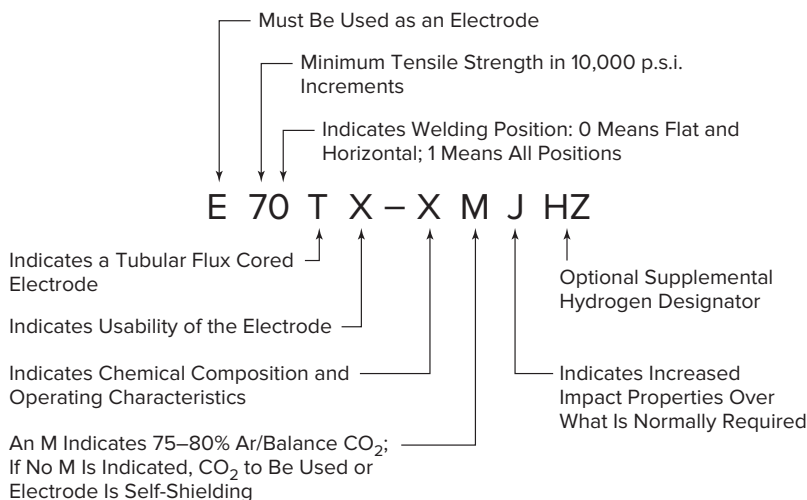 Must Be Used as an Electrode
Minimum Tensile Strength in 10,000 p.s.i.
Increments
Indicates Welding Position: 0 Means Flat and
Horizontal; 1 Means All Positions
E 70 T X – X M J HZ
Indicates a Tubular Flux Cored
Electrode
Optional Supplemental
Hydrogen Designator
Indicates Usability of the Electrode
Indicates Chemical Composition and
Operating Characteristics
Indicates Increased
Impact Properties Over
What Is Normally Required
An M Indicates 75–80% Ar/Balance CO₂;
If No M Is Indicated, CO₂ to Be Used or
Electrode Is Self-Shielding